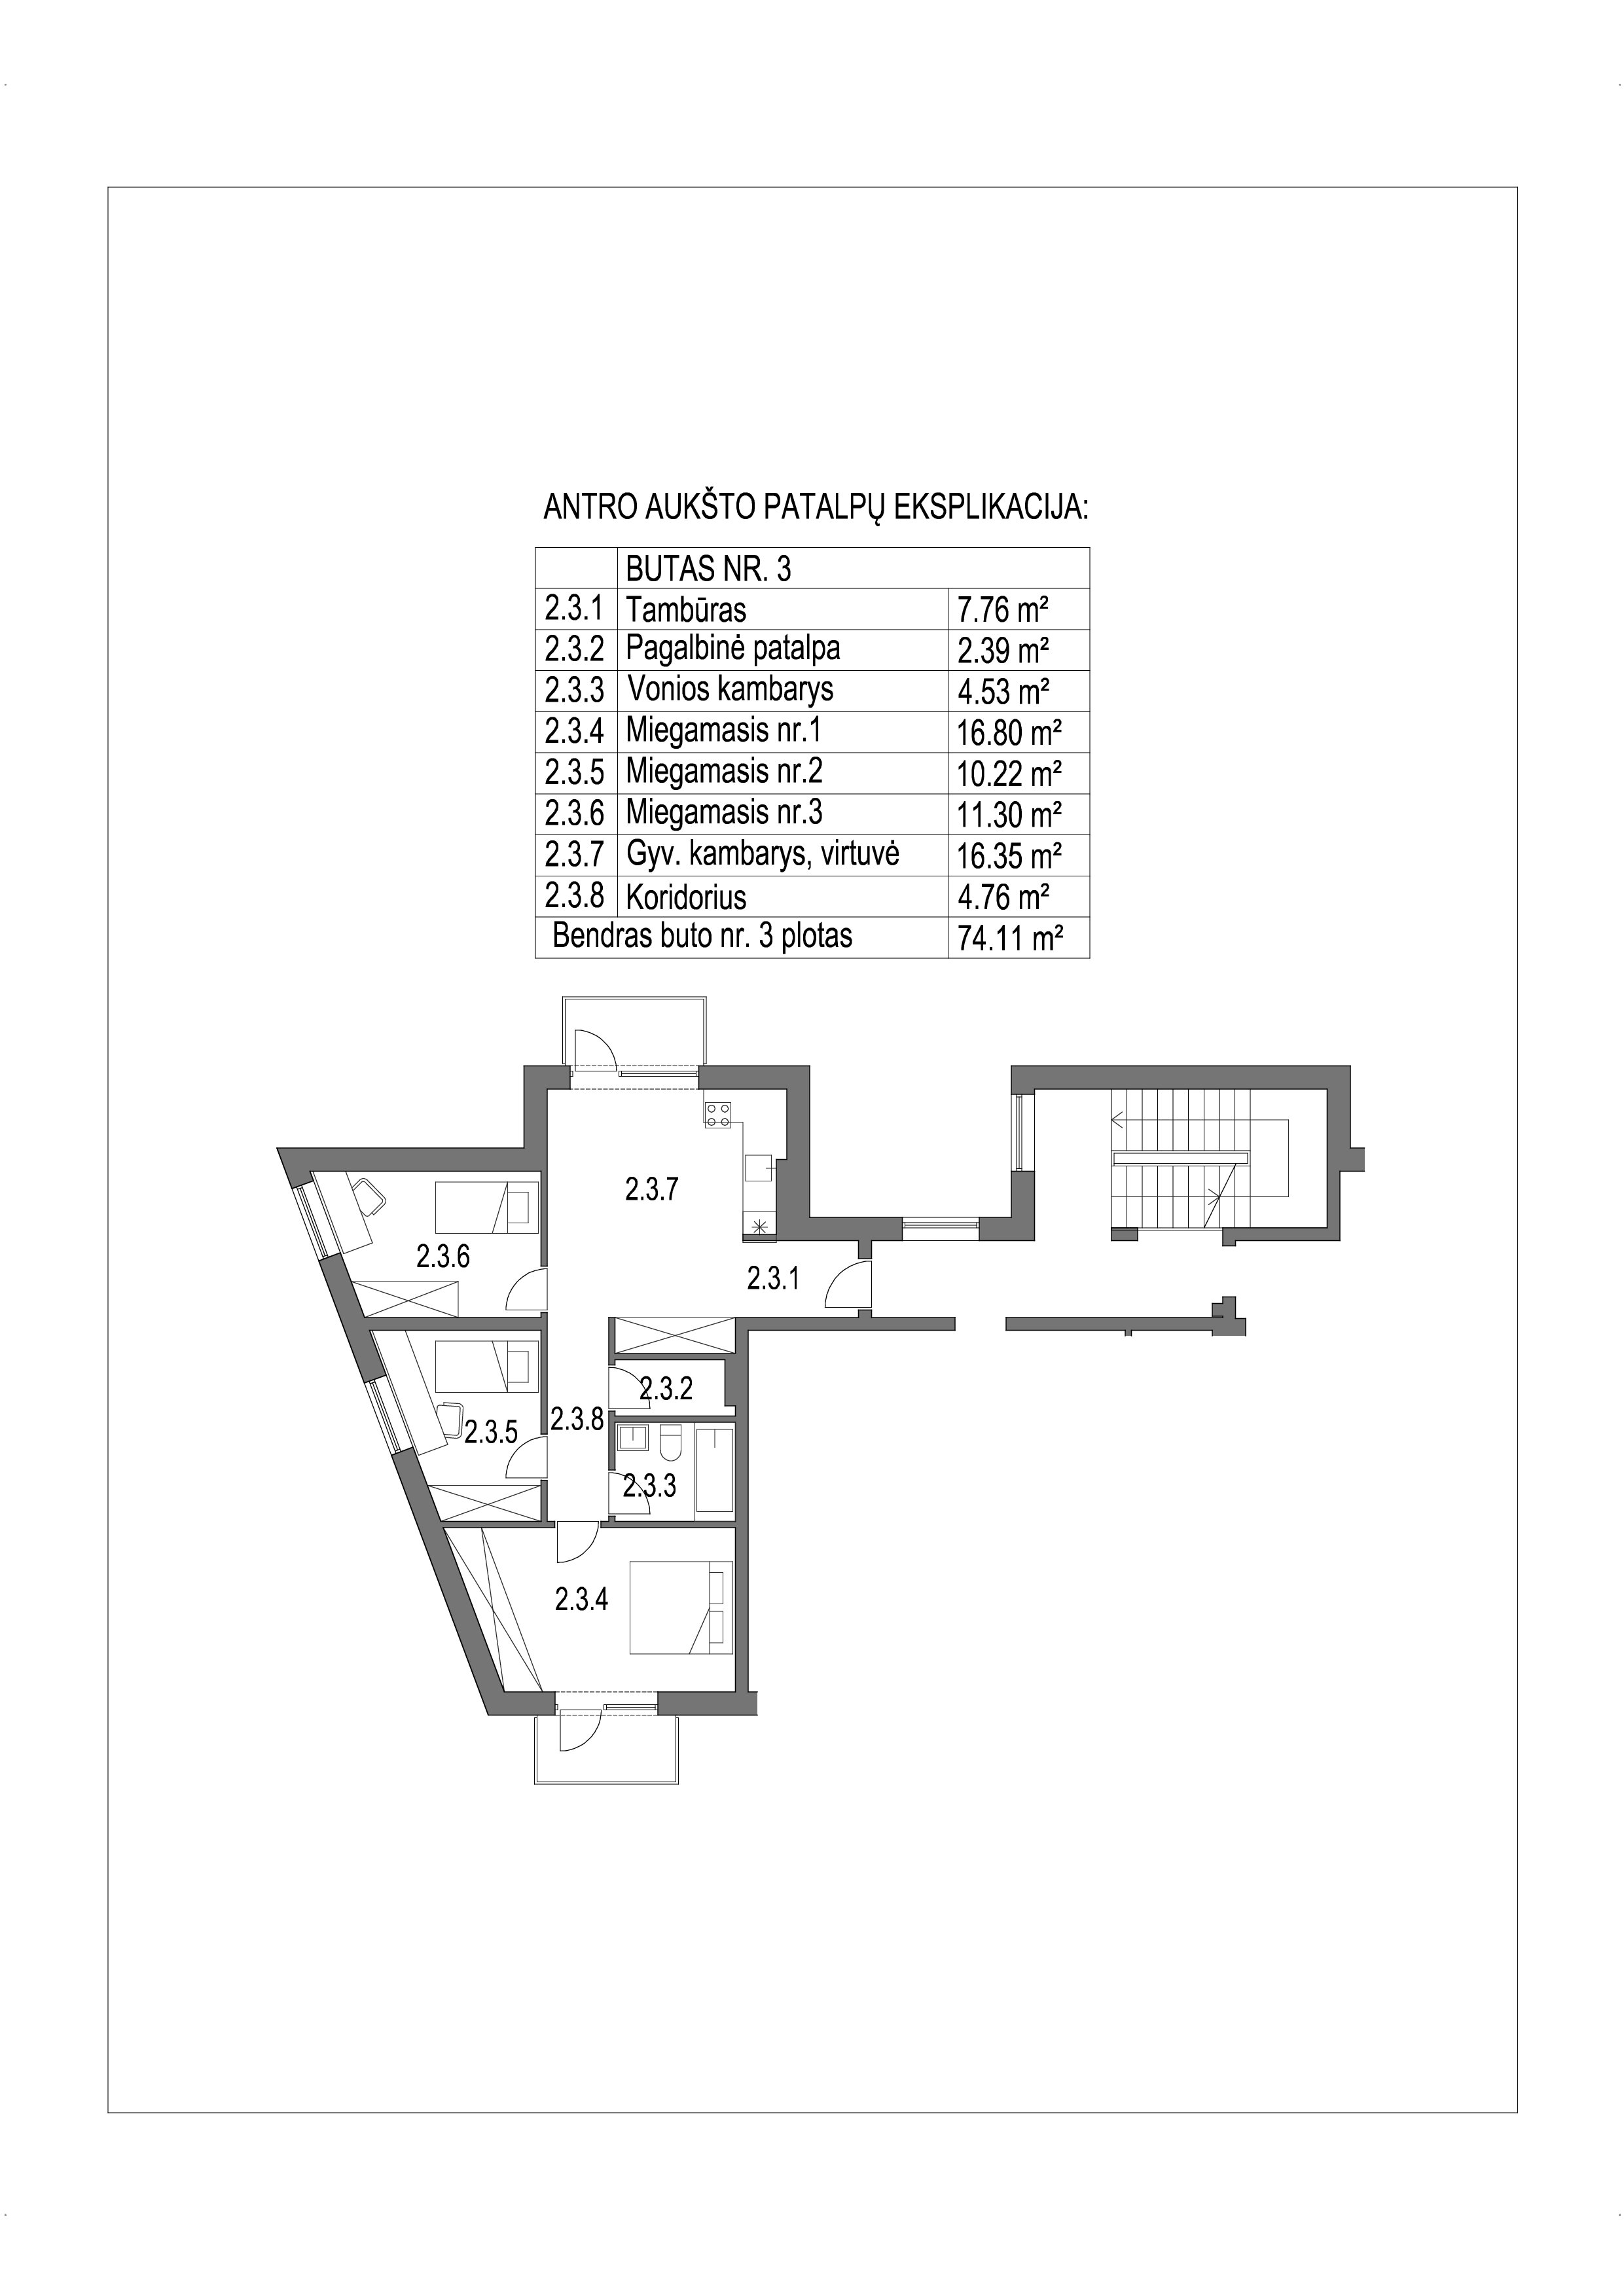 ANTRO AUKŠTO PATALPŲ EKSPLIKACIJA:
BUTAS NR. 3
2.3.1 Tambūras 7.76 m²
2.3.2 Pagalbinė patalpa 2.39 m²
2.3.3 Vonios kambarys 4.53 m²
2.3.4 Miegamasis nr.1 16.80 m²
2.3.5 Miegamasis nr.2 10.22 m²
2.3.6 Miegamasis nr.3 11.30 m²
2.3.7 Gyv. kambarys, virtuvė 16.35 m²
2.3.8 Koridorius 4.76 m²
Bendras buto nr. 3 plotas 74.11 m²
2.3.7
2.3.6
2.3.1
2.3.2
2.3.8
2.3.5
2.3.3
2.3.4